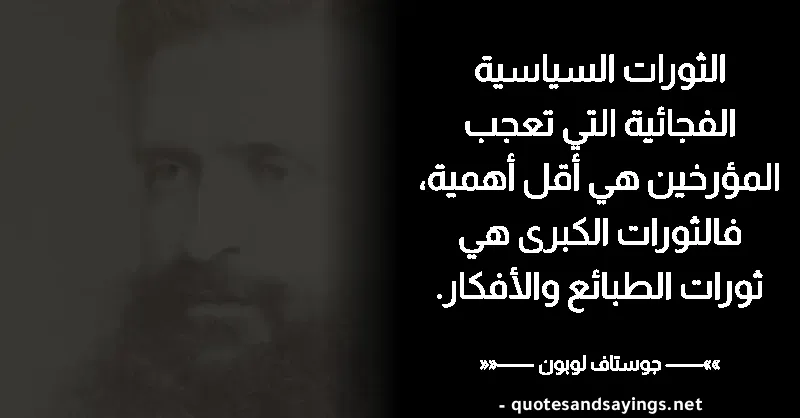 الثورات السياسية
الفجائية التي تعجب
المؤرخين هي أقل أهمية،
فالثورات الكبرى هي
ثورات الطبائع والأفكار.
»»—— جوستاف لوبون ——««
- quotesandsayings.net